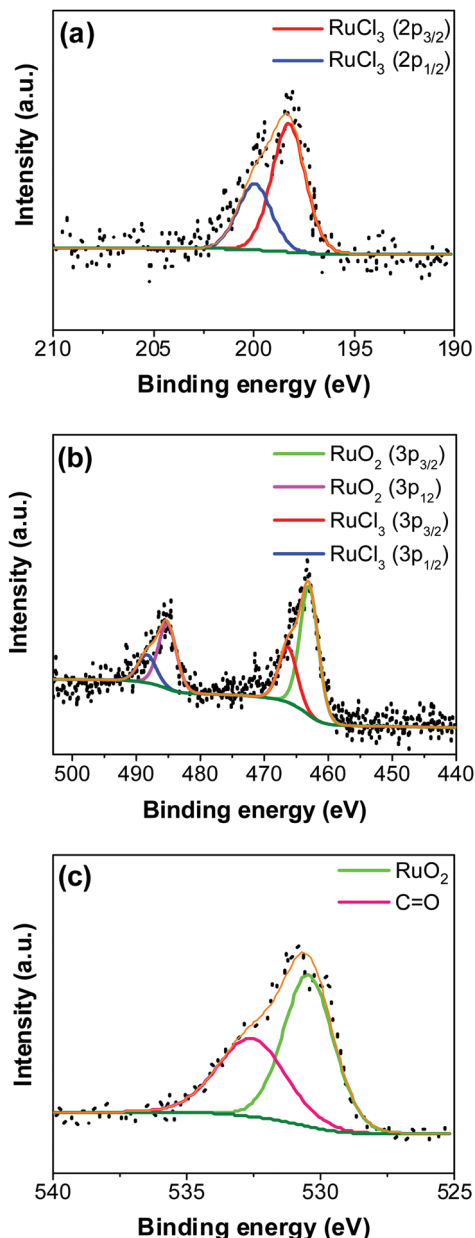 (a)
RuCl₃ (2p₃/₂)
RuCl₃ (2p₁/₂)
Intensity (a.u.)
210 205 200 195 190
Binding energy (eV)
(b)
RuO₂ (3p₃/₂)
RuO₂ (3p₁₂)
RuCl₃ (3p₃/₂)
RuCl₃ (3p₁/₂)
Intensity (a.u.)
500 490 480 470 460 450 440
Binding energy (eV)
(c)
RuO₂
C=O
Intensity (a.u.)
540 535 530 525
Binding energy (eV)